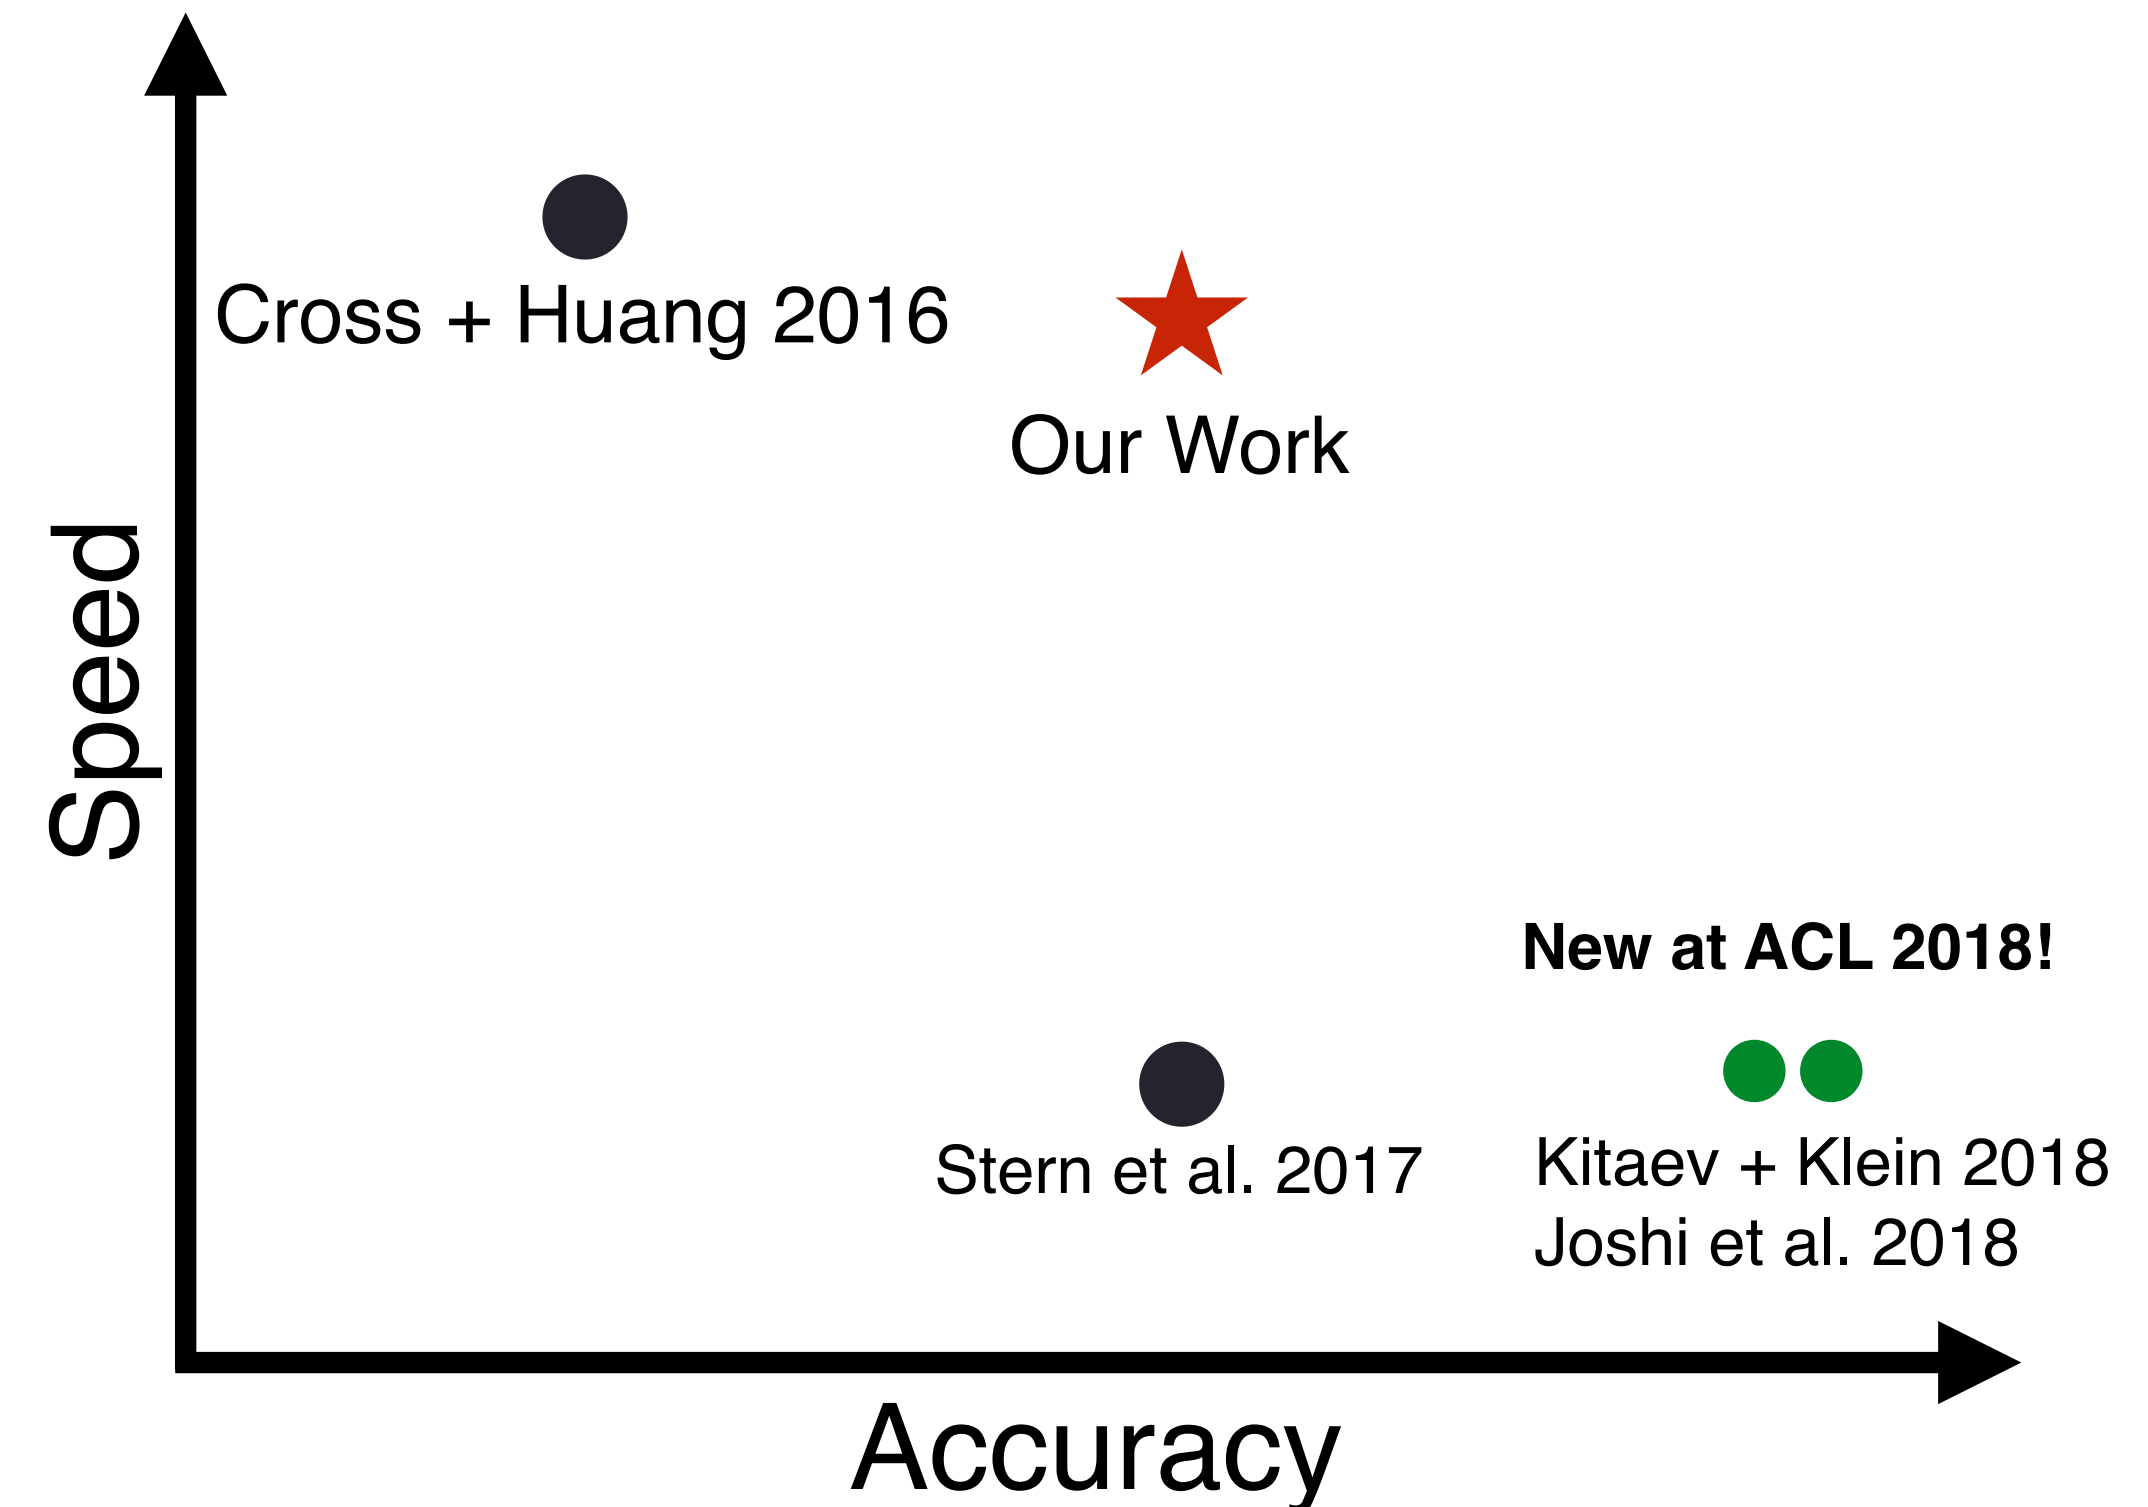 Cross + Huang 2016
Our Work
Speed
New at ACL 2018!
Stern et al. 2017
Kitaev + Klein 2018
Joshi et al. 2018
Accuracy